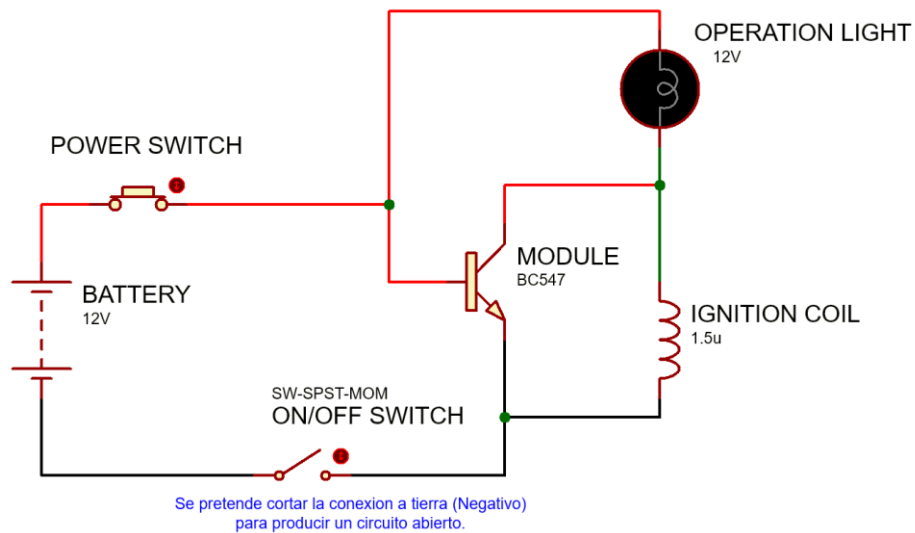 OPERATION LIGHT
12V
POWER SWITCH
MODULE
BC547
BATTERY
12V
IGNITION COIL
1.5u
SW-SPST-MOM
ON/OFF SWITCH
Se pretende cortar la conexion a tierra (Negativo)
para producir un circuito abierto.